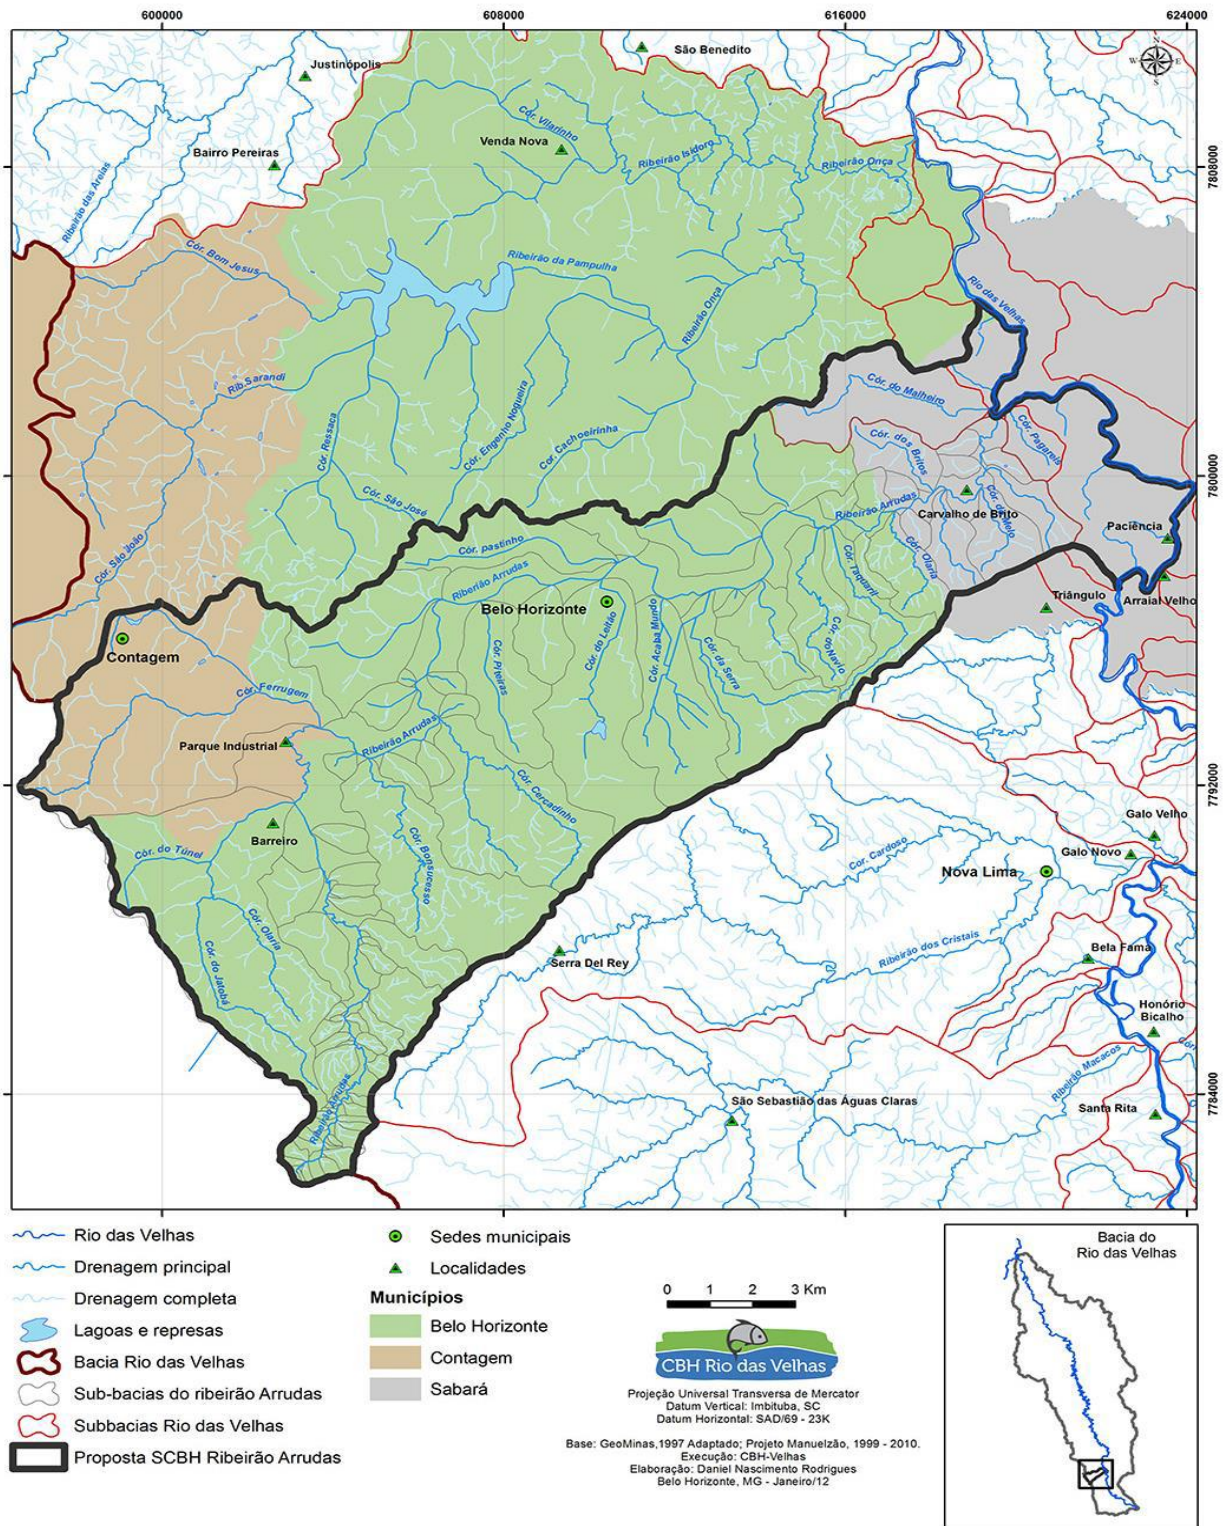 600000
608000
616000
624000
São Benedito
Justinópolis
N
W
E
S
Cór. Vilarinho
Venda Nova
Bairro Pereiras
Ribeirão Isidoro
Ribeirão Onça
7808000
Ribeirão das Areias
Cór. Bom Jesus
Ribeirão da Pampulha
Rio das Velhas
Ribeirão Onça
Rib.Sarandi
Cór. do Malheiro
Cór. Engenho Nogueira
Cór. Ressaca
Cor. Cachoeirinha
Cór. dos Britos
Cór. Pagareis
7800000
Cór. São José
Ribeirão Arrudas
Carvalho de Brito
Cór. do Melo
Paciência
Cór. São João
Cór. pastinho
Cór. Taquaril
Cór. Olaria
Ribeirão Arrudas
Belo Horizonte
Triângulo
Arraial Velho
Contagem
Cór. Piteiras
Cór. do Leitão
Cór. Acaba Mundo
Cór. da Serra
Cór. do Navio
Cór. Ferrugem
Parque Industrial
Ribeirão Arrudas
7792000
Cór. Cercadinho
Galo Velho
Barreiro
Cór. do Túnel
Cór. Bonsucesso
Cor. Cardoso
Galo Novo
Nova Lima
Cór. Olaria
Cór. do Jatobá
Ribeirão dos Cristais
Bela Fama
Serra Del Rey
Honório
Bicalho
Ribeirão Macacos
7784000
Ribeirão Arrudas
São Sebastião das Águas Claras
Santa Rita
Rio das Velhas
Drenagem principal
Drenagem completa
Lagoas e represas
Bacia Rio das Velhas
Sub-bacias do ribeirão Arrudas
Subbacias Rio das Velhas
Proposta SCBH Ribeirão Arrudas
Sedes municipais
Localidades
Municípios
Belo Horizonte
Contagem
Sabará
0 1 2 3 Km
CBH Rio das Velhas
Projeção Universal Transversa de Mercator
Datum Vertical: Imbituba, SC
Datum Horizontal: SAD/69 - 23K
Base: GeoMinas,1997 Adaptado; Projeto Manuelzão, 1999 - 2010.
Execução: CBH-Velhas
Elaboração: Daniel Nascimento Rodrigues
Belo Horizonte, MG - Janeiro/12
Bacia do
Rio das Velhas